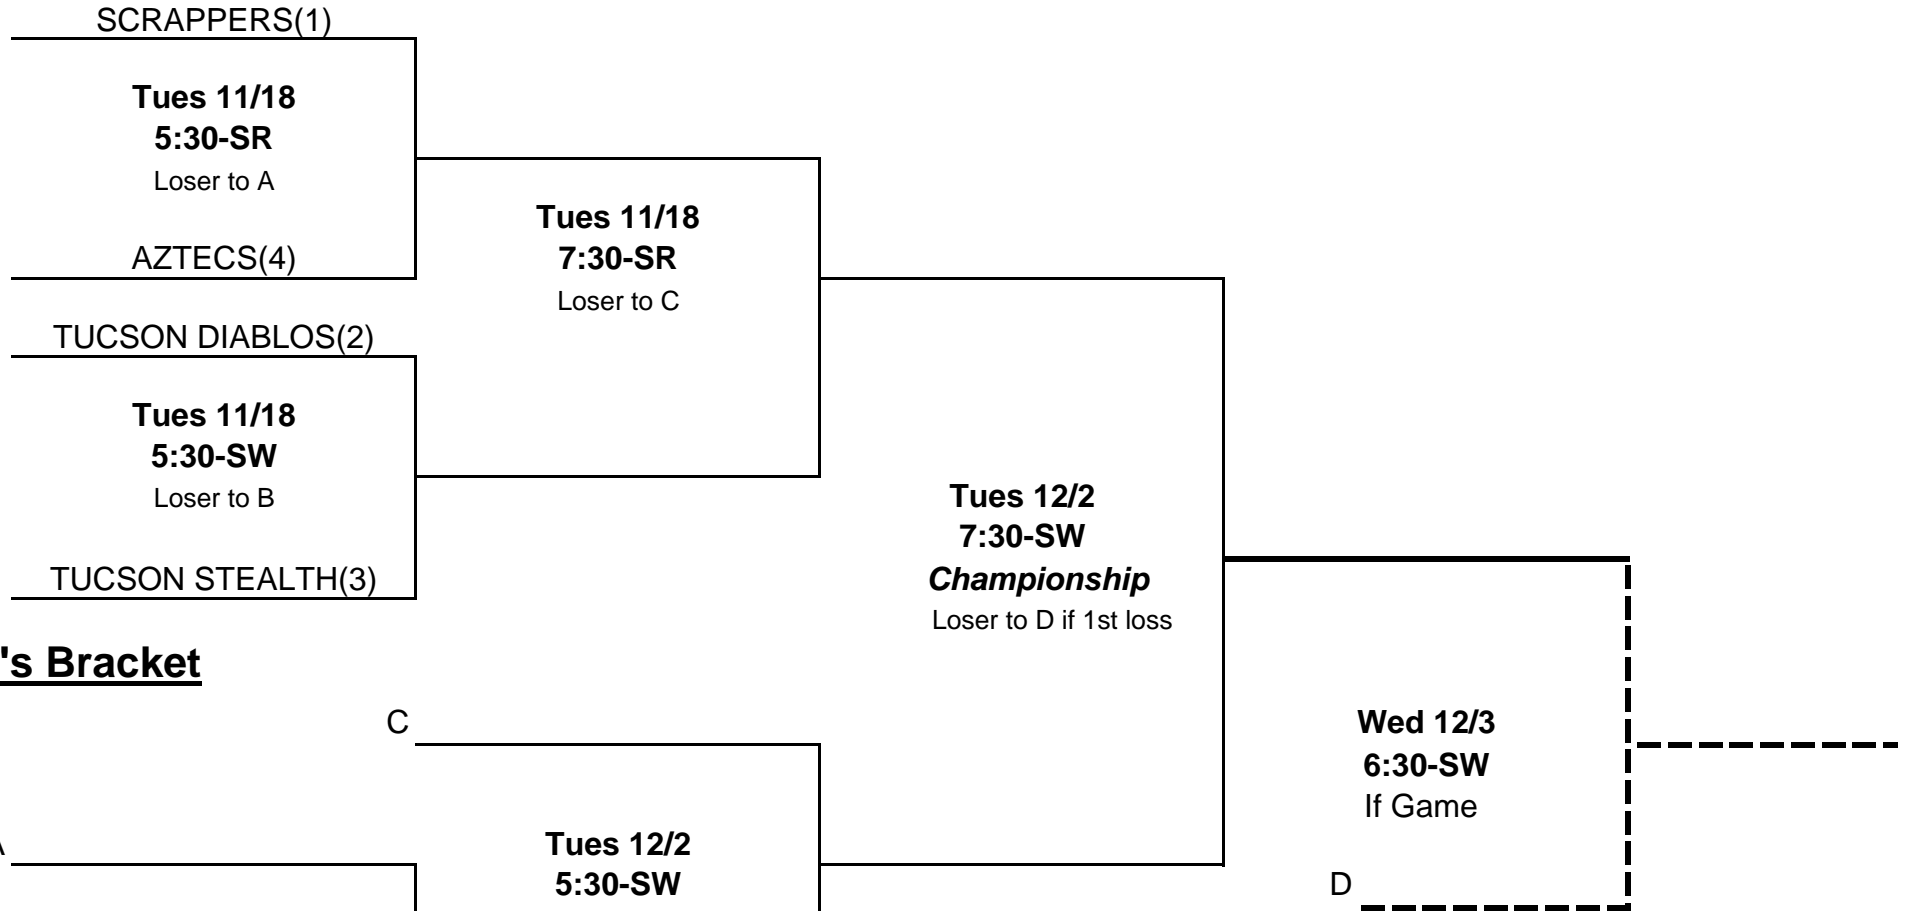 SCRAPPERS(1)
Tues 11/18
5:30-SR
Loser to A
AZTECS(4)
Tues 11/18
7:30-SR
Loser to C
TUCSON DIABLOS(2)
Tues 11/18
5:30-SW
Loser to B
TUCSON STEALTH(3)
Tues 12/2
7:30-SW
Championship
Loser to D if 1st loss
's Bracket
C
Wed 12/3
6:30-SW
If Game
A
Tues 12/2
5:30-SW
D